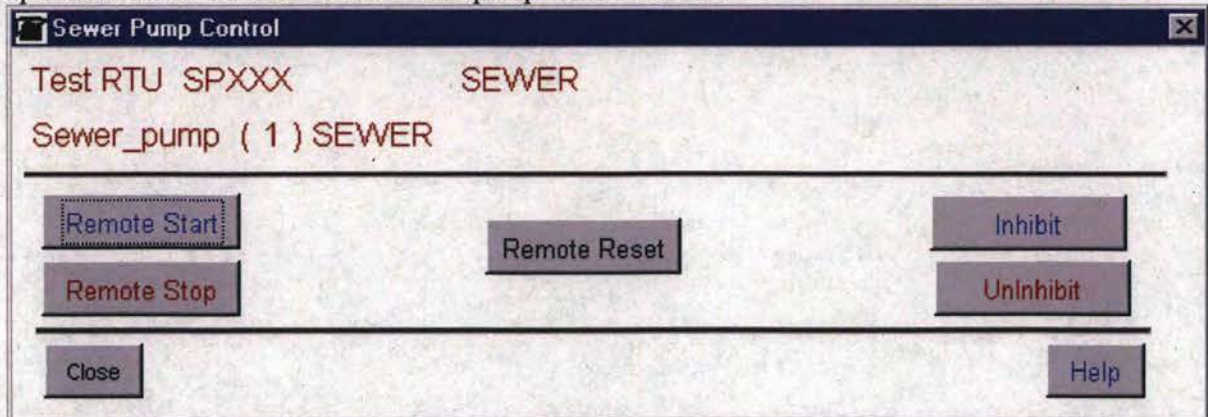 Sewer Pump Control
Test RTU SPXXX SEWER
Sewer_pump ( 1 ) SEWER
Remote Start
Remote Reset
Inhibit
Remote Stop
UnInhibit
Close
Help